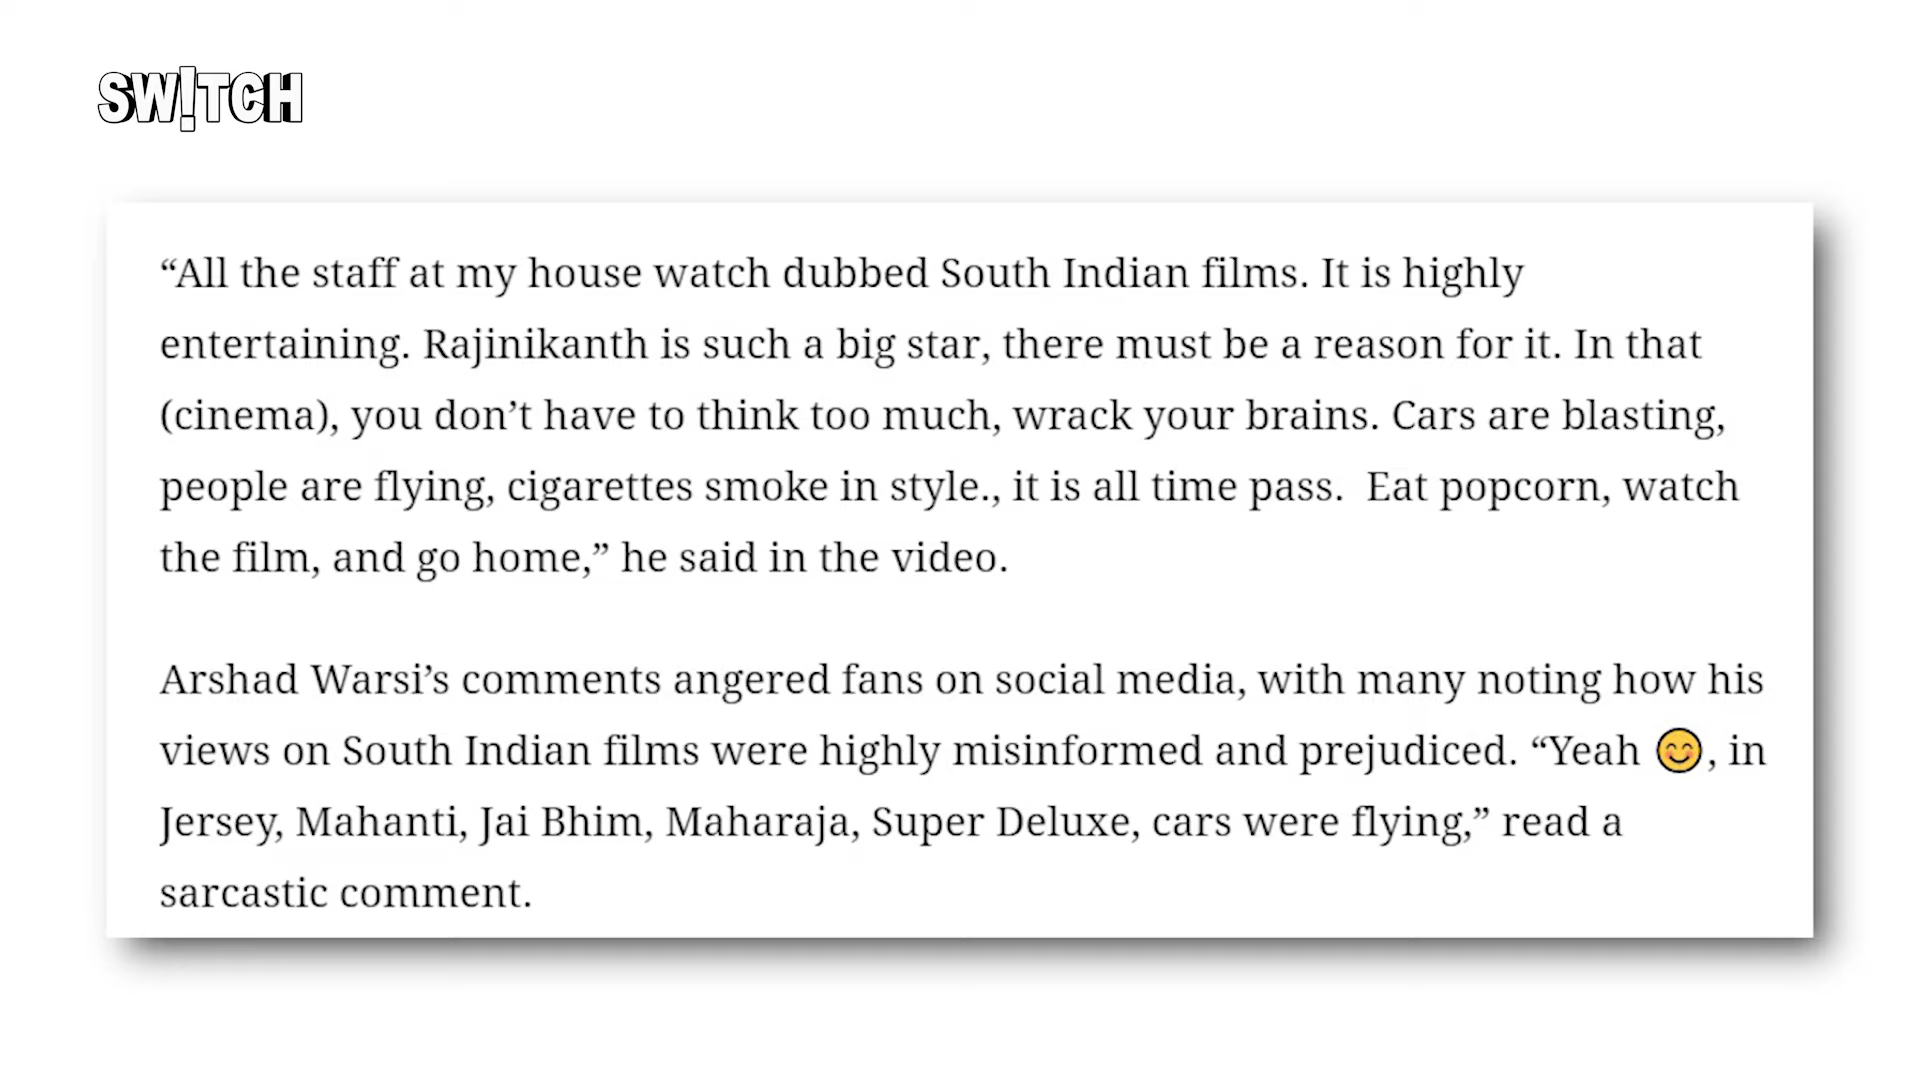 SW!TCH
“All the staff at my house watch dubbed South Indian films. It is highly
entertaining. Rajinikanth is such a big star, there must be a reason for it. In that
(cinema), you don’t have to think too much, wrack your brains. Cars are blasting,
people are flying, cigarettes smoke in style., it is all time pass.  Eat popcorn, watch
the film, and go home,” he said in the video.
Arshad Warsi’s comments angered fans on social media, with many noting how his
views on South Indian films were highly misinformed and prejudiced. “Yeah 😊, in
Jersey, Mahanti, Jai Bhim, Maharaja, Super Deluxe, cars were flying,” read a
sarcastic comment.